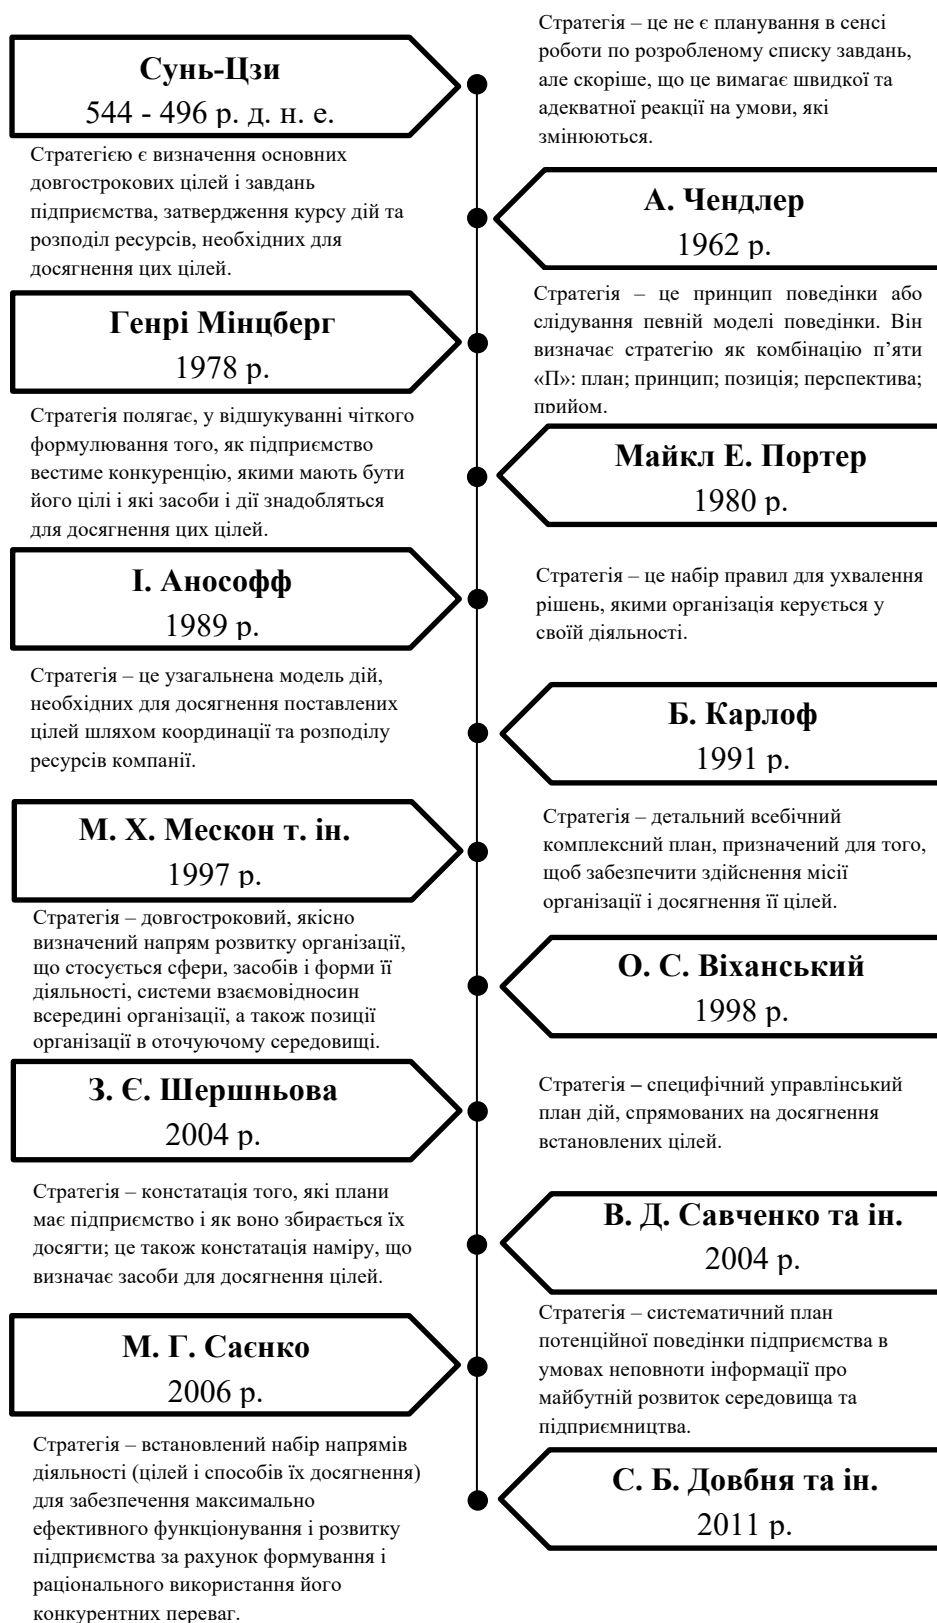 Сунь-Цзи
544 - 496 р. д. н. е.
Стратегія – це не є планування в сенсі
роботи по розробленому списку завдань,
але скоріше, що це вимагає швидкої та
адекватної реакції на умови, які
змінюються.
А. Чендлер
1962 р.
Стратегією є визначення основних
довгострокових цілей і завдань
підприємства, затвердження курсу дій та
розподіл ресурсів, необхідних для
досягнення цих цілей.
Генрі Мінцберг
1978 р.
Стратегія – це принцип поведінки або
слідування певній моделі поведінки. Він
визначає стратегію як комбінацію п’яти
«П»: план; принцип; позиція; перспектива;
прийом.
Майкл Е. Портер
1980 р.
Стратегія полягає, у відшукуванні чіткого
формулювання того, як підприємство
вестиме конкуренцію, якими мають бути
його цілі і які засоби і дії знадобляться
для досягнення цих цілей.
І. Анософф
1989 р.
Стратегія – це набір правил для ухвалення
рішень, якими організація керується у
своїй діяльності.
Б. Карлоф
1991 р.
Стратегія – це узагальнена модель дій,
необхідних для досягнення поставлених
цілей шляхом координації та розподілу
ресурсів компанії.
М. Х. Мескон т. ін.
1997 р.
Стратегія – детальний всебічний
комплексний план, призначений для того,
щоб забезпечити здійснення місії
організації і досягнення її цілей.
О. С. Віханський
1998 р.
Стратегія – довгостроковий, якісно
визначений напрям розвитку організації,
що стосується сфери, засобів і форми її
діяльності, системи взаємовідносин
всередині організації, а також позиції
організації в оточуючому середовищі.
З. Є. Шершньова
2004 р.
Стратегія – специфічний управлінський
план дій, спрямованих на досягнення
встановлених цілей.
В. Д. Савченко та ін.
2004 р.
Стратегія – констатація того, які плани
має підприємство і як воно збирається їх
досягти; це також констатація наміру, що
визначає засоби для досягнення цілей.
М. Г. Саєнко
2006 р.
Стратегія – систематичний план
потенційної поведінки підприємства в
умовах неповноти інформації про
майбутній розвиток середовища та
підприємництва.
С. Б. Довбня та ін.
2011 р.
Стратегія – встановлений набір напрямів
діяльності (цілей і способів їх досягнення)
для забезпечення максимально
ефективного функціонування і розвитку
підприємства за рахунок формування і
раціонального використання його
конкурентних переваг.